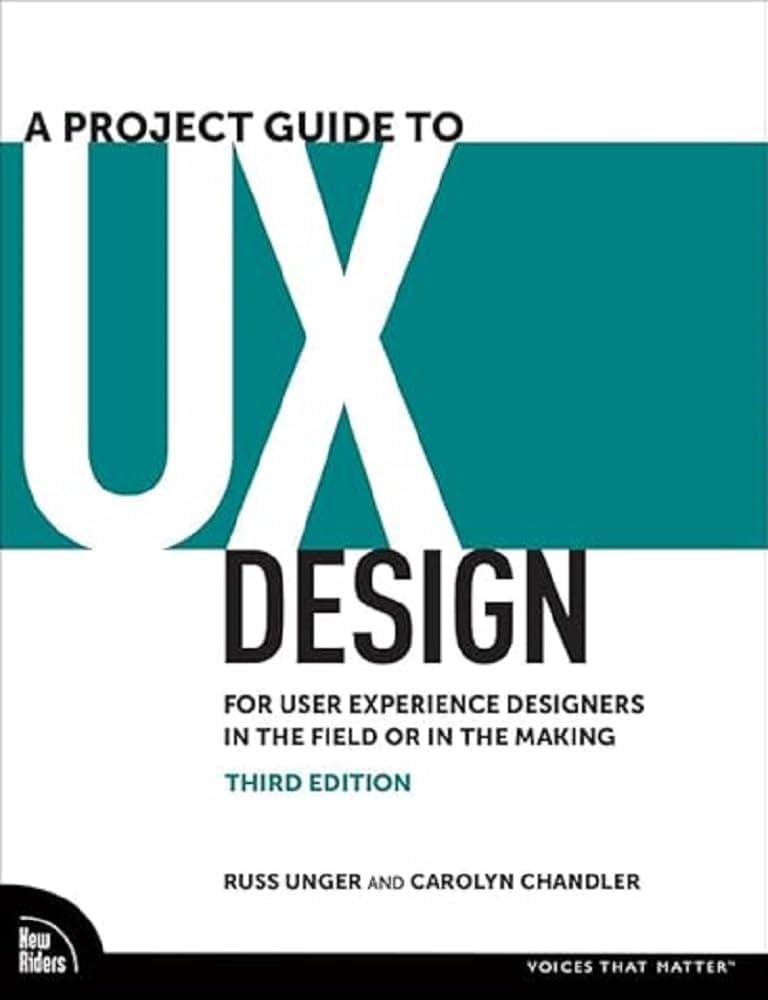 A PROJECT GUIDE TO
UX
DESIGN
FOR USER EXPERIENCE DESIGNERS
IN THE FIELD OR IN THE MAKING
THIRD EDITION
RUSS UNGER AND CAROLYN CHANDLER
New
Riders
VOICES THAT MATTER™